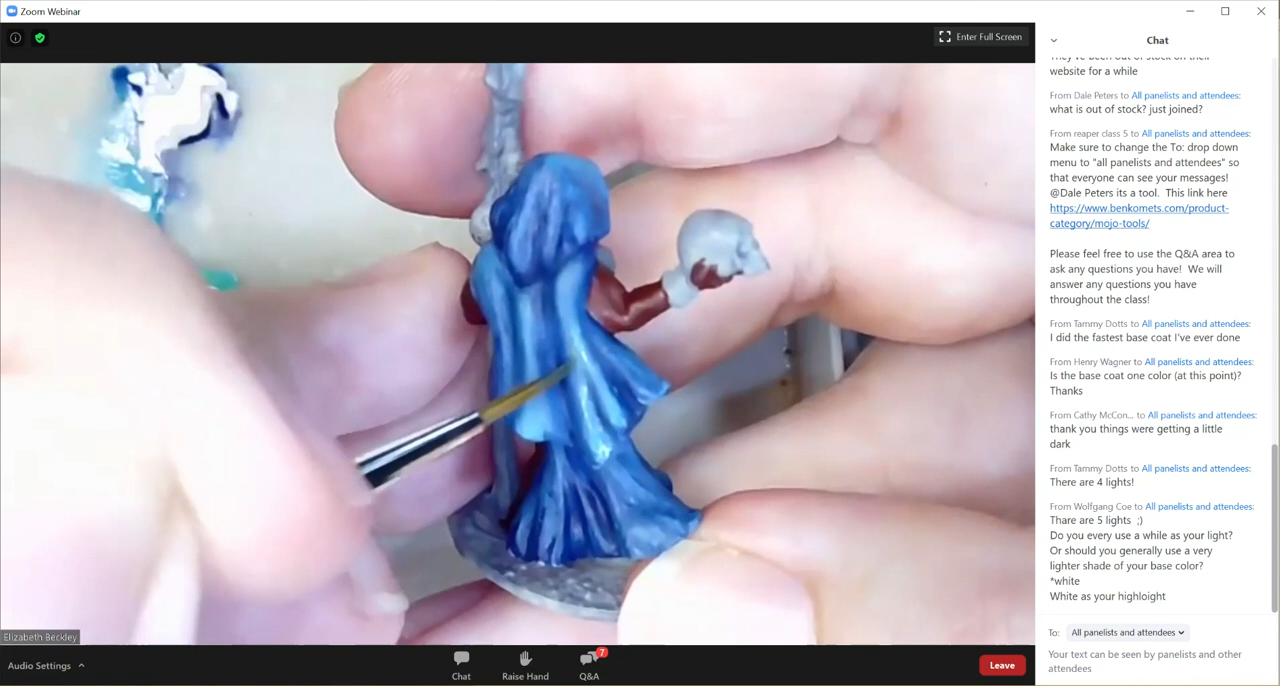 Zoom Webinar
Enter Full Screen
Chat
They've been out of stock on their
website for a while
From Dale Peters to All panelists and attendees:
what is out of stock? just joined?
From reaper class 5 to All panelists and attendees:
Make sure to change the To: drop down
menu to "all panelists and attendees" so
that everyone can see your messages!
@Dale Peters its a tool.  This link here
https://www.benkomets.com/product-
category/mojo-tools/
Please feel free to use the Q&A area to
ask any questions you have!  We will
answer any questions you have
throughout the class!
From Tammy Dotts to All panelists and attendees:
I did the fastest base coat I've ever done
From Henry Wagner to All panelists and attendees:
Is the base coat one color (at this point)?
Thanks
From Cathy McCon... to All panelists and attendees:
thank you things were getting a little
dark
From Tammy Dotts to All panelists and attendees:
There are 4 lights!
From Wolfgang Coe to All panelists and attendees:
Thare are 5 lights  ;)
Do you every use a while as your light?
Or should you generally use a very
lighter shade of your base color?
*white
White as your highloight
To: All panelists and attendees
Your text can be seen by panelists and other
attendees
Elizabeth Beckley
Audio Settings
Chat
Raise Hand
7
Q&A
Leave